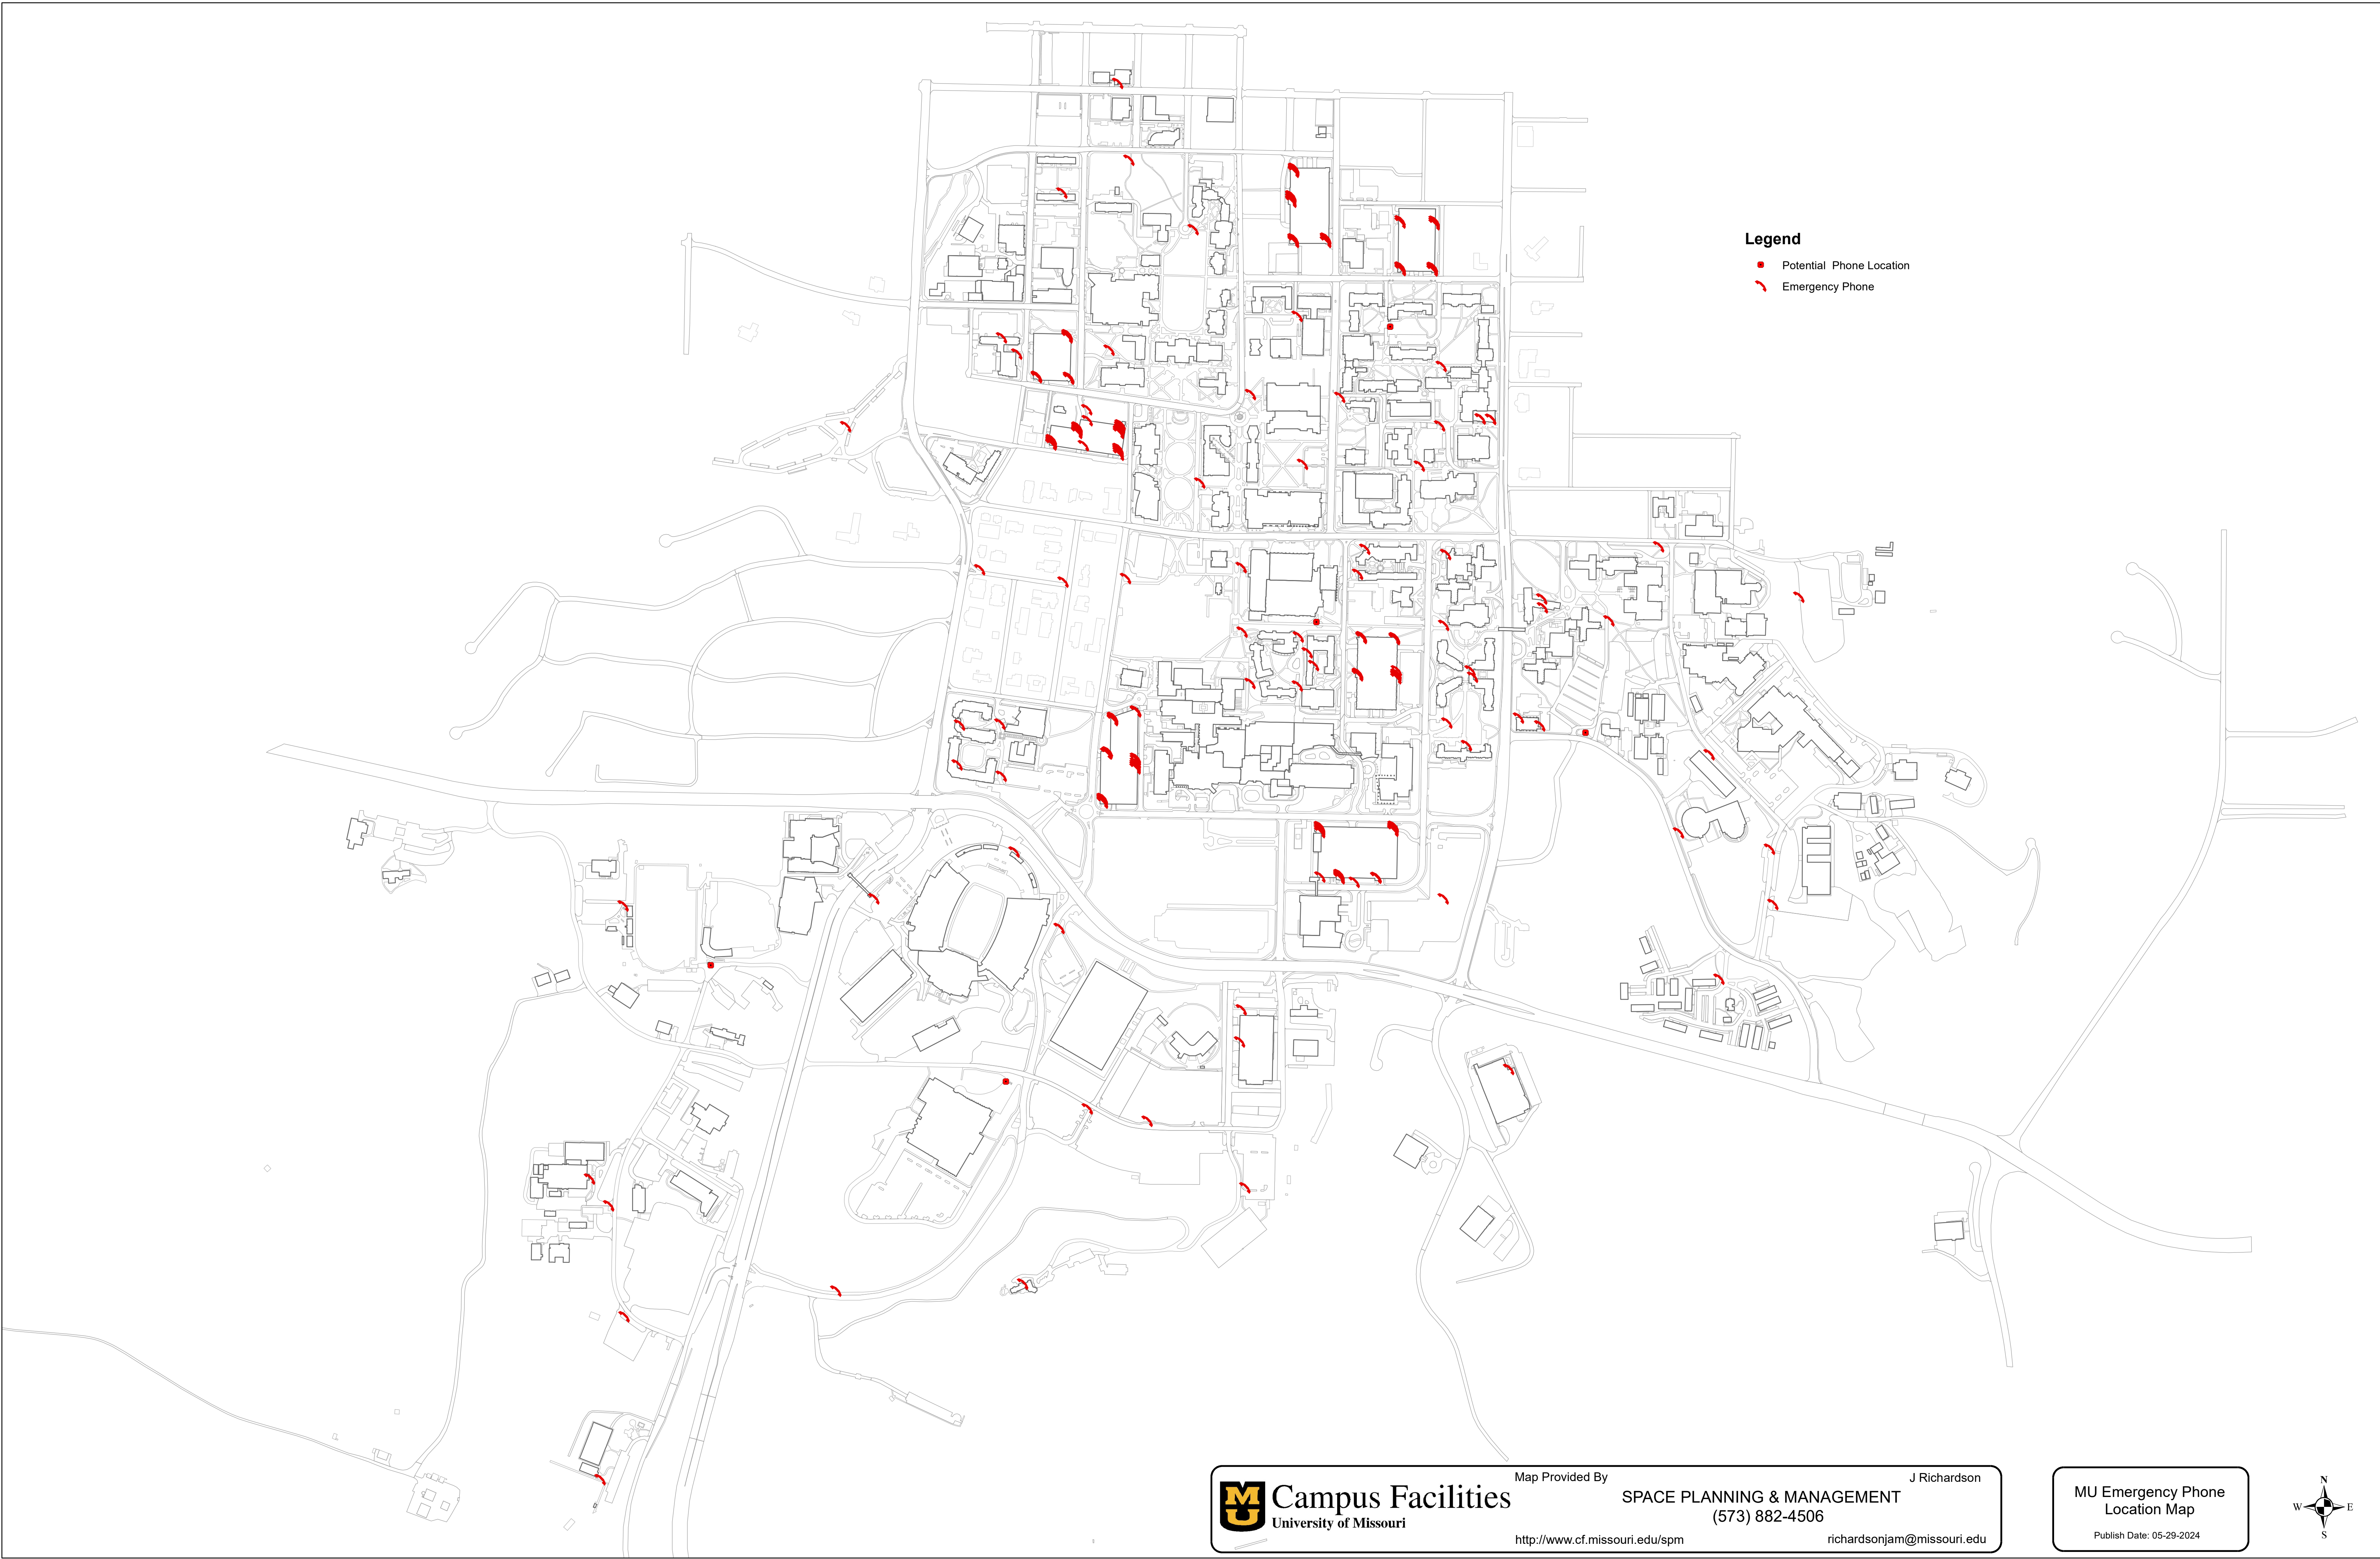 Legend
Potential Phone Location
Emergency Phone
MU
Campus Facilities
University of Missouri
Map Provided By
J Richardson
SPACE PLANNING & MANAGEMENT
(573) 882-4506
http://www.cf.missouri.edu/spm
richardsonjam@missouri.edu
MU Emergency Phone
Location Map
Publish Date: 05-29-2024
N
W E
S